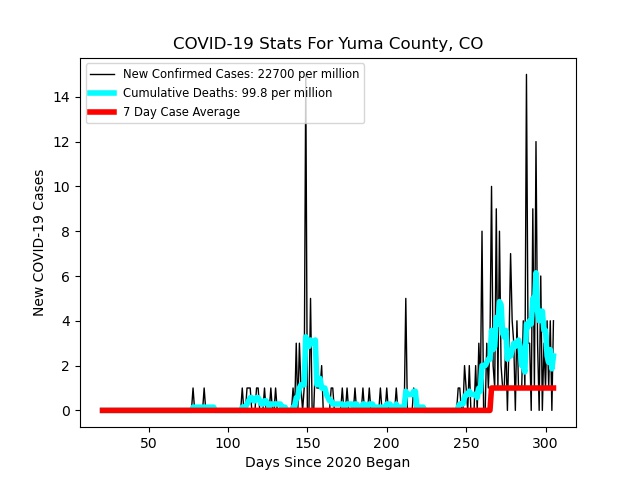 COVID-19 Stats For Yuma County, CO
New Confirmed Cases: 22700 per million
Cumulative Deaths: 99.8 per million
7 Day Case Average
14
12
10
8
6
4
2
0
New COVID-19 Cases
50 100 150 200 250 300
Days Since 2020 Began